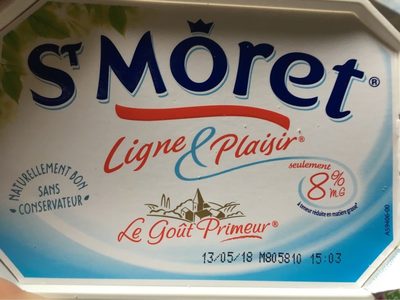 St Môret®
Ligne & Plaisir®
NATURELLEMENT BON
SANS
CONSERVATEUR
seulement
8% MG
à teneur réduite en matière grasse
Le Goût Primeur®
13/05/18 M805810 15:03